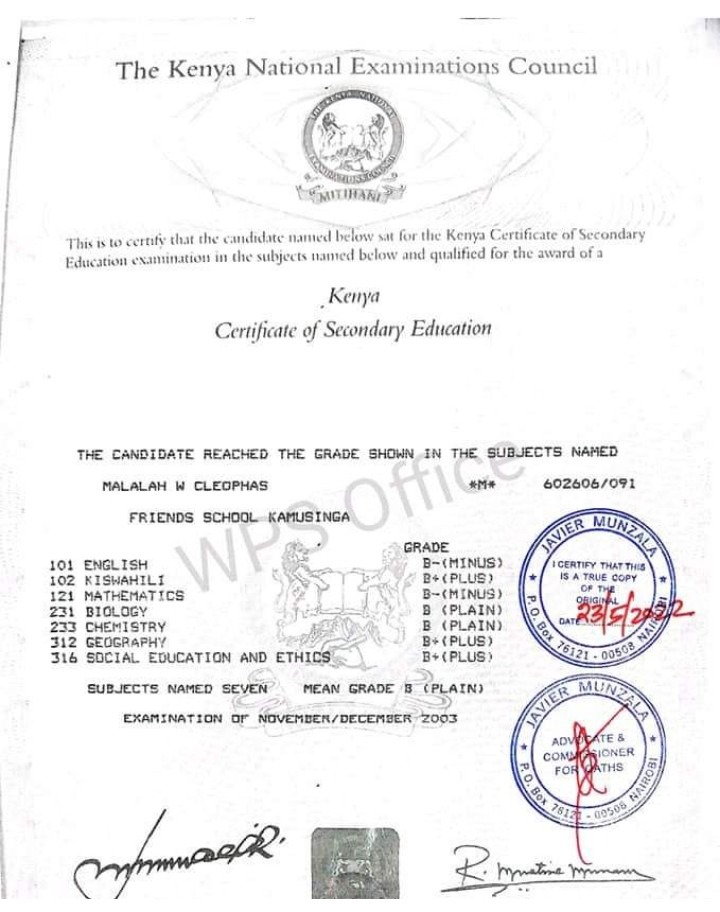 The Kenya National Examinations Council
THE KENYA NATIONAL
EXAMINATIONS COUNCIL
MITIHANI
This is to certify that the candidate named below sat for the Kenya Certificate of Secondary
Education examination in the subjects named below and qualified for the award of a
Kenya
Certificate of Secondary Education
THE CANDIDATE REACHED THE GRADE SHOWN IN THE SUBJECTS NAMED
MALALAH W CLEOPHAS *M* 602606/091
FRIENDS SCHOOL KAMUSINGA
GRADE
101 ENGLISH B-(MINUS)
102 KISWAHILI B+(PLUS)
121 MATHEMATICS B-(MINUS)
231 BIOLOGY B (PLAIN)
233 CHEMISTRY B (PLAIN)
312 GEOGRAPHY B+(PLUS)
316 SOCIAL EDUCATION AND ETHICS B+(PLUS)
SUBJECTS NAMED SEVEN MEAN GRADE B (PLAIN)
EXAMINATION OF NOVEMBER/DECEMBER 2003
WPS Office
JAVIER MUNZALA
I CERTIFY THAT THIS
IS A TRUE COPY
OF THE
ORIGINAL
DATE 23/5/2022
P.O. Box 76121 - 00508 NAIROBI
JAVIER MUNZALA
ADVOCATE &
COMMISSIONER
FOR OATHS
P.O. Box 76121 - 00508 NAIROBI